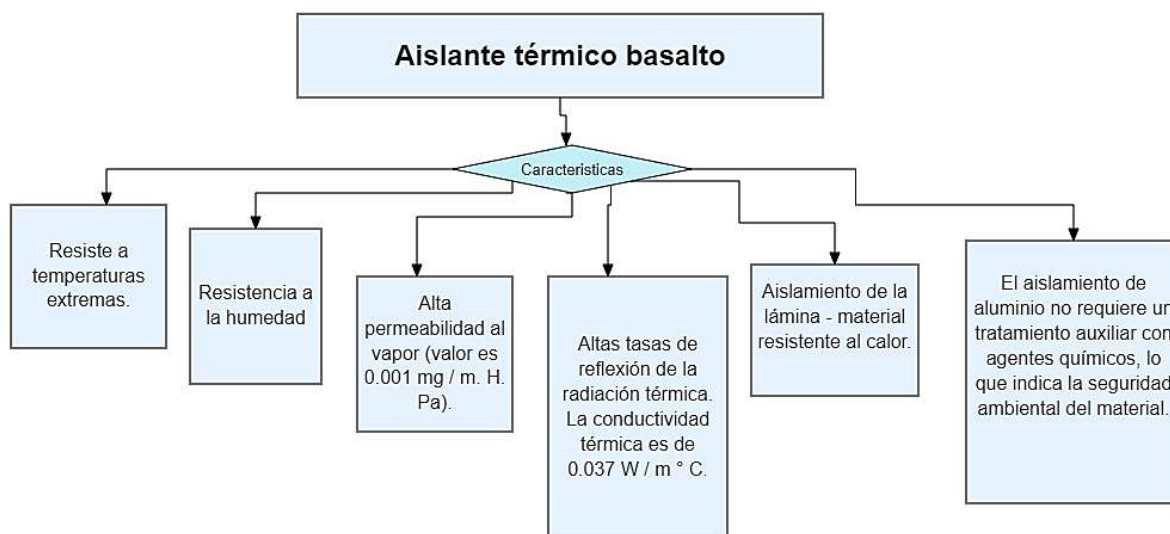 Aislante térmico basalto
Caracteristicas
Resiste a
temperaturas
extremas.
Resistencia a
la humedad
Alta
permeabilidad al
vapor (valor es
0.001 mg / m. H.
Pa).
Altas tasas de
reflexión de la
radiación térmica.
La conductividad
térmica es de
0.037 W / m ° C.
Aislamiento de la
lámina - material
resistente al calor.
El aislamiento de
aluminio no requiere un
tratamiento auxiliar con
agentes químicos, lo
que indica la seguridad
ambiental del material.